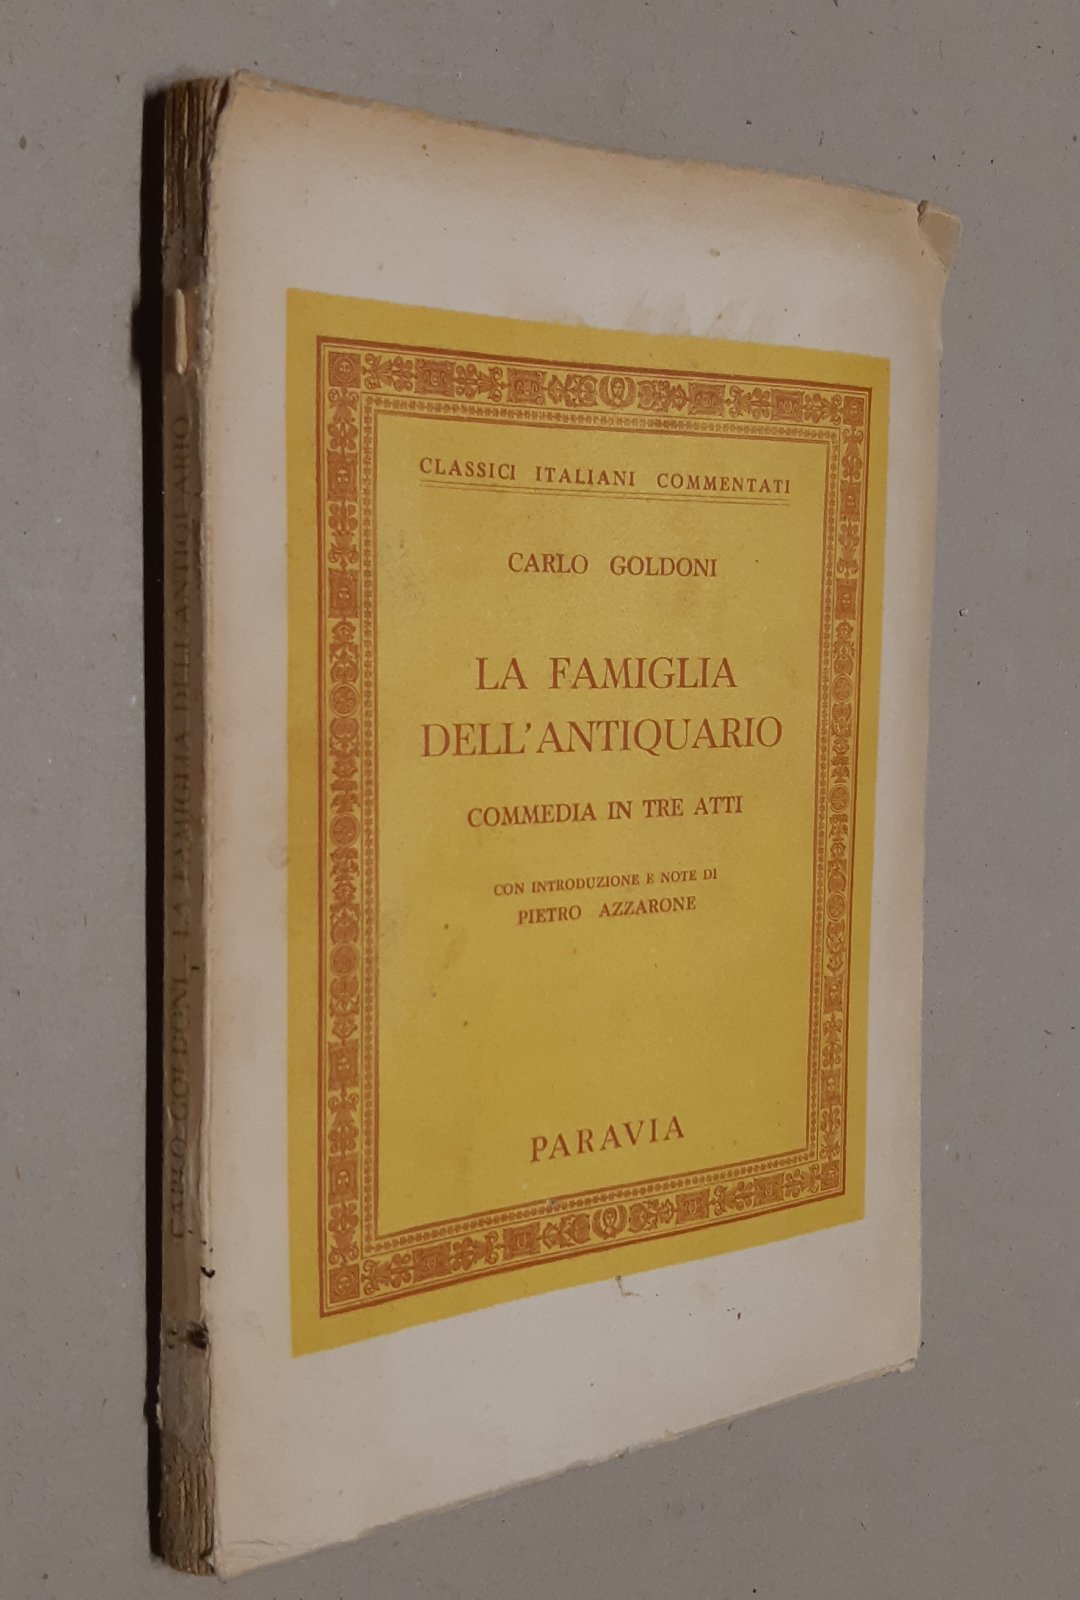 CLASSICI ITALIANI COMMENTATI
CARLO GOLDONI
LA FAMIGLIA
DELL'ANTIQUARIO
COMMEDIA IN TRE ATTI
CON INTRODUZIONE E NOTE DI
PIETRO AZZARONE
PARAVIA
CARLO GOLDONI - LA FAMIGLIA DELL'ANTIQUARIO